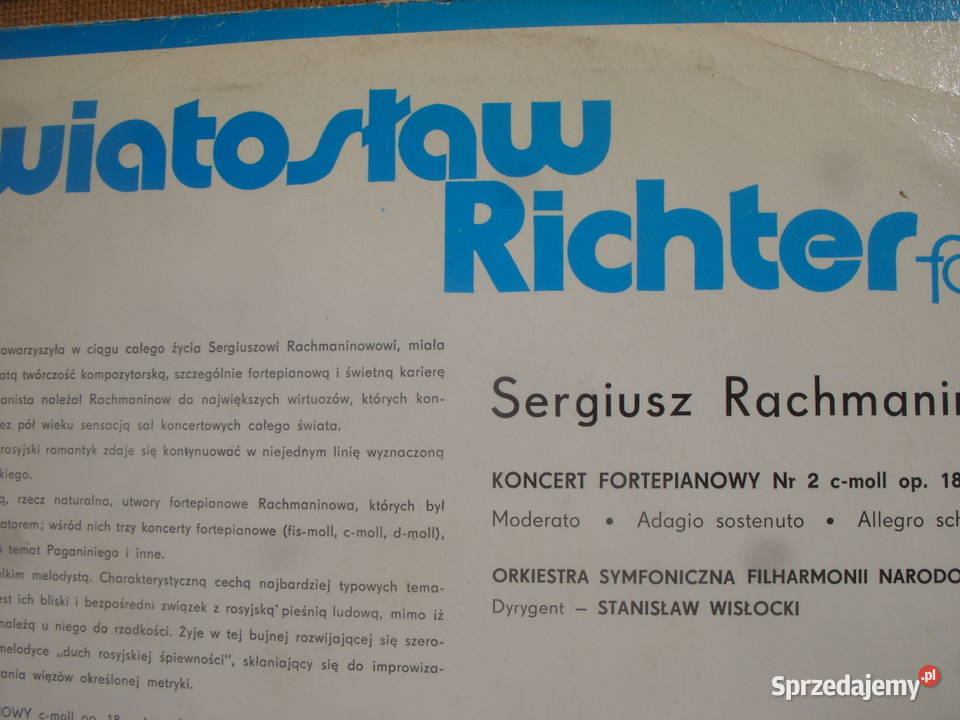 wiatosław
Richter fo
owarzyszyła w ciągu całego życia Sergiuszowi Rachmaninowowi, miała
atą twórczość kompozytorską, szczególnie fortepianową i świetną karierę
anista należał Rachmaninow do największych wirtuozów, których kon-
ez pół wieku sensacją sal koncertowych całego świata.
rosyjski romantyk zdaje się kontynuować w niejednym linię wyznaczoną
kiego.
ą, rzecz naturalna, utwory fortepianowe Rachmaninowa, których był
atorem; wśród nich trzy koncerty fortepianowe (fis-moll, c-moll, d-moll),
temat Paganiniego i inne.
elkim melodystą. Charakterystyczną cechą najbardziej typowych tema-
est ich bliski i bezpośredni związek z rosyjską pieśnią ludową, mimo iż
należą u niego do rzadkości. Żyje w tej bujnej rozwijającej się szero-
melodyce „duch rosyjskiej śpiewności", skłaniający się do improwiza-
ania więzów określonej metryki.
NOWY c-moll op. 18
Sergiusz Rachmanin
KONCERT FORTEPIANOWY Nr 2 c-moll op. 18
Moderato • Adagio sostenuto • Allegro sch
ORKIESTRA SYMFONICZNA FILHARMONII NARODO
Dyrygent – STANISŁAW WISŁOCKI
Sprzedajemy.pl